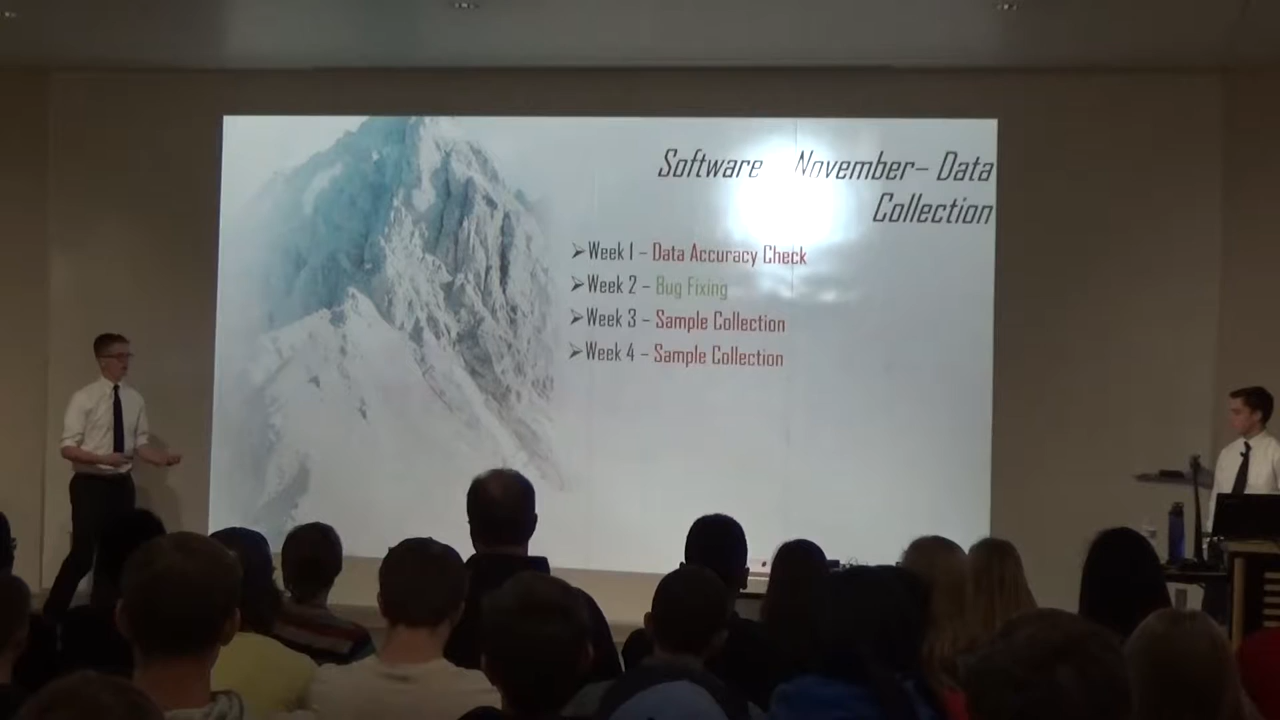 Software November– Data
Collection
➢Week 1 – Data Accuracy Check
➢Week 2 – Bug Fixing
➢Week 3 – Sample Collection
➢Week 4 – Sample Collection